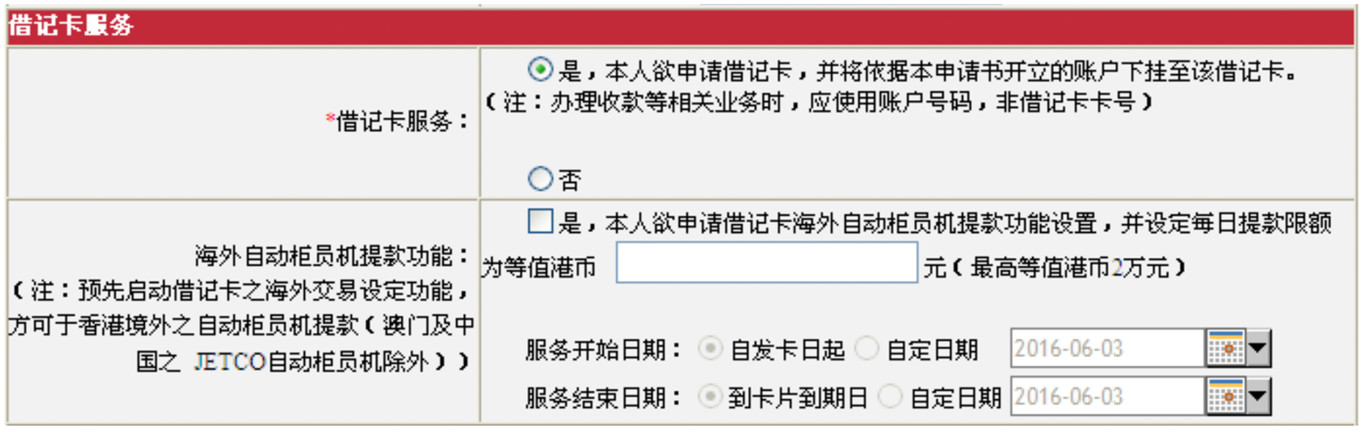 借记卡服务
*借记卡服务：
是，本人欲申请借记卡，并将依据本申请书开立的账户下挂至该借记卡。
（注：办理收款等相关业务时，应使用账户号码，非借记卡卡号）
否
海外自动柜员机提款功能：
（注：预先启动借记卡之海外交易设定功能，
方可于香港境外之自动柜员机提款（澳门及中
国之 JETCO自动柜员机除外））
是，本人欲申请借记卡海外自动柜员机提款功能设置，并设定每日提款限额
为等值港币 元（最高等值港币2万元）
服务开始日期： 自发卡日起 自定日期 2016-06-03
服务结束日期： 到卡片到期日 自定日期 2016-06-03